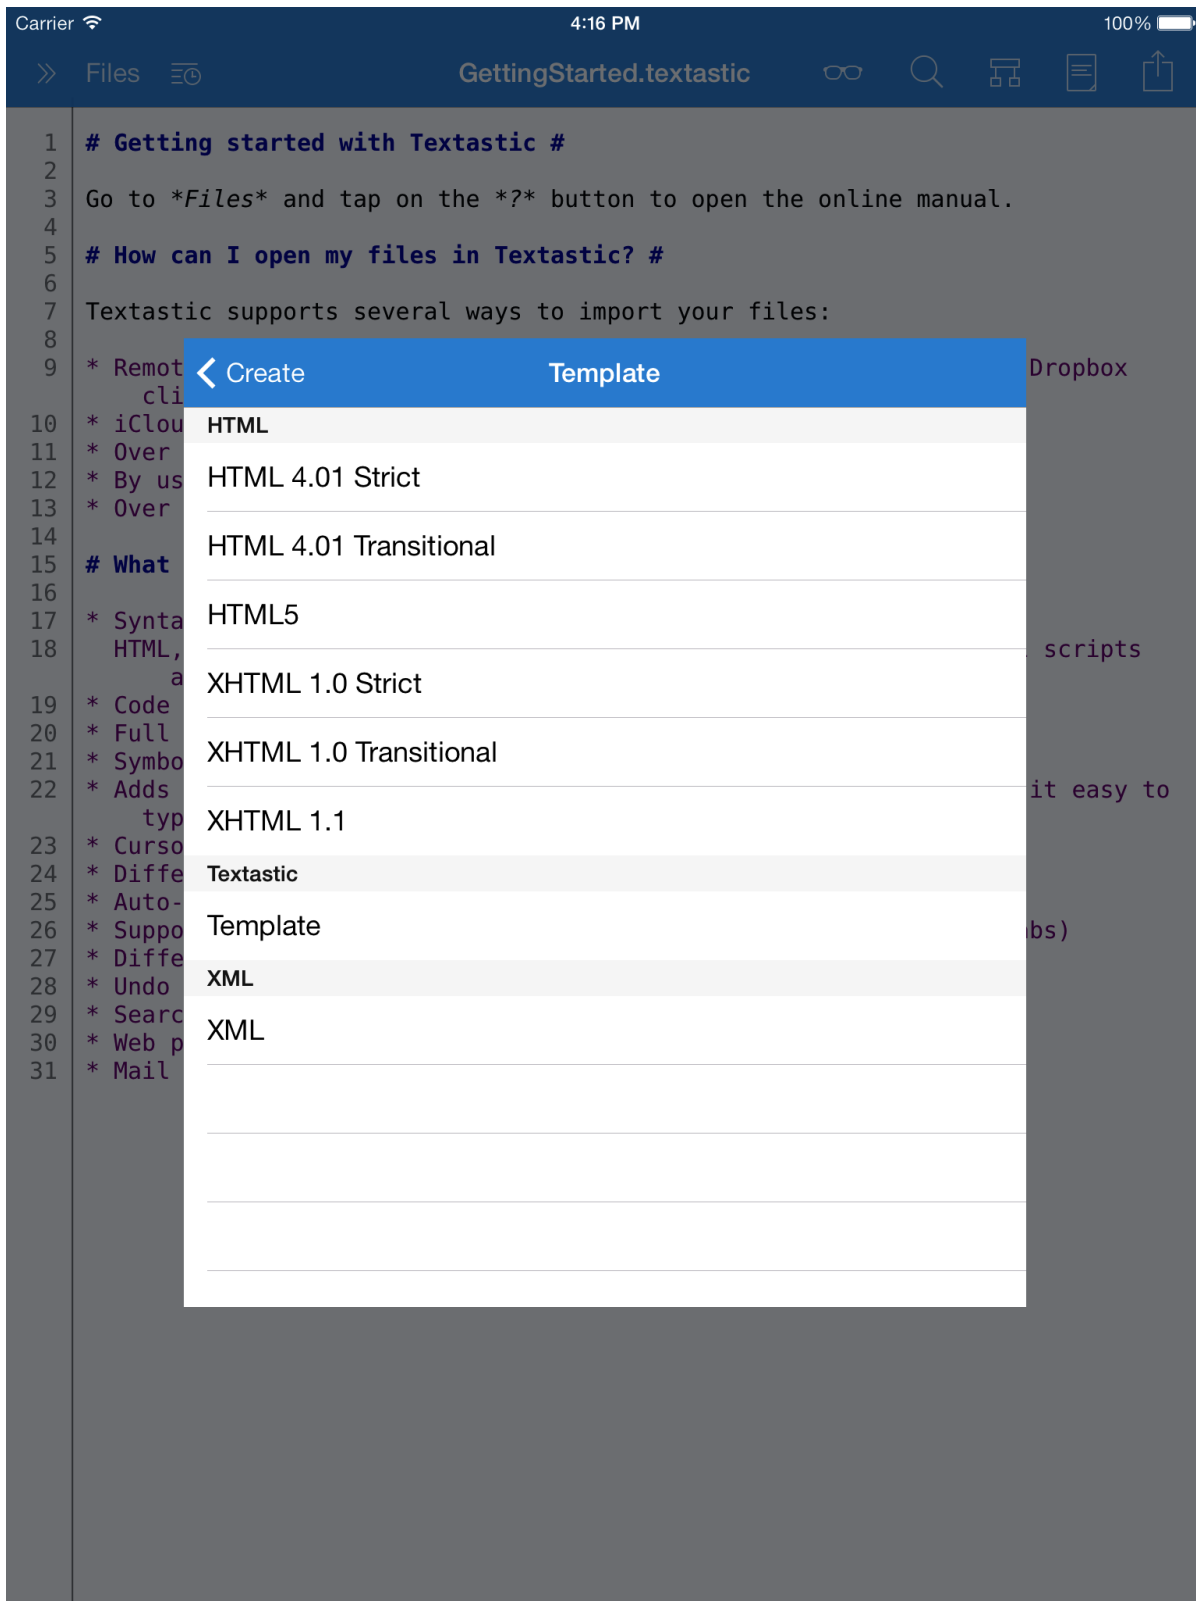 Carrier 4:16 PM 100%
Files GettingStarted.textastic
1 # Getting started with Textastic #
2
3 Go to *Files* and tap on the *?* button to open the online manual.
4
5 # How can I open my files in Textastic? #
6
7 Textastic supports several ways to import your files:
8
Create Template
9 * Remot Dropbox
cli
10 * iClou
11 * Over
12 * By us
13 * Over
14
15 # What
16
17 * Synta
18 HTML, scripts
a
19 * Code
20 * Full
21 * Symbo
22 * Adds it easy to
typ
23 * Curso
24 * Diffe
25 * Auto-
26 * Suppo bs)
27 * Diffe
28 * Undo
29 * Searc
30 * Web p
31 * Mail
HTML
HTML 4.01 Strict
HTML 4.01 Transitional
HTML5
XHTML 1.0 Strict
XHTML 1.0 Transitional
XHTML 1.1
Textastic
Template
XML
XML